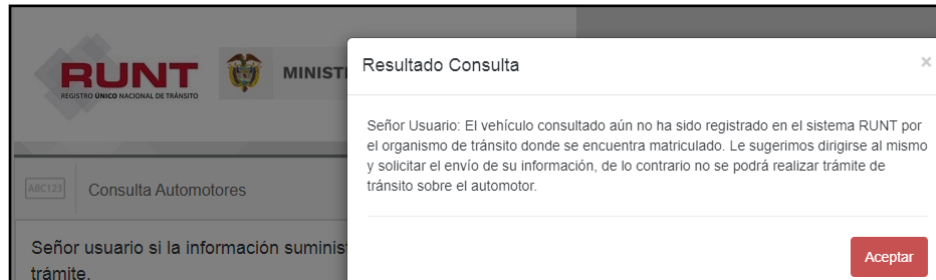 RUNT
REGISTRO ÚNICO NACIONAL DE TRÁNSITO
MINISTI
Resultado Consulta
×
Señor Usuario: El vehículo consultado aún no ha sido registrado en el sistema RUNT por
el organismo de tránsito donde se encuentra matriculado. Le sugerimos dirigirse al mismo
y solicitar el envío de su información, de lo contrario no se podrá realizar trámite de
tránsito sobre el automotor.
ABC123
Consulta Automotores
Señor usuario si la información suminis
trámite.
Aceptar